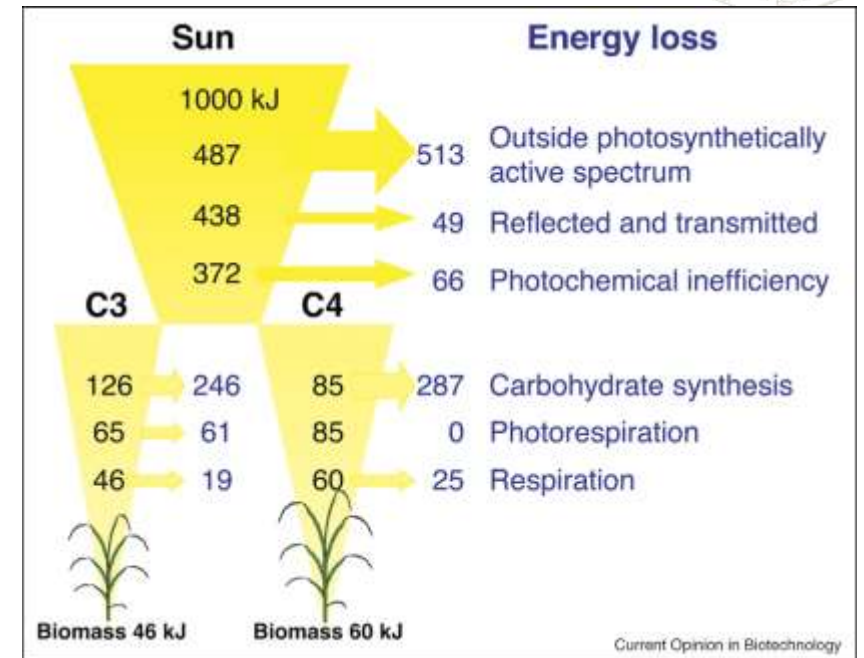 Sun Energy loss
1000 kJ
487 513 Outside photosynthetically
active spectrum
438 49 Reflected and transmitted
372 66 Photochemical inefficiency
C3 C4
126 246 85 287 Carbohydrate synthesis
65 61 85 0 Photorespiration
46 19 60 25 Respiration
Biomass 46 kJ Biomass 60 kJ
Current Opinion in Biotechnology